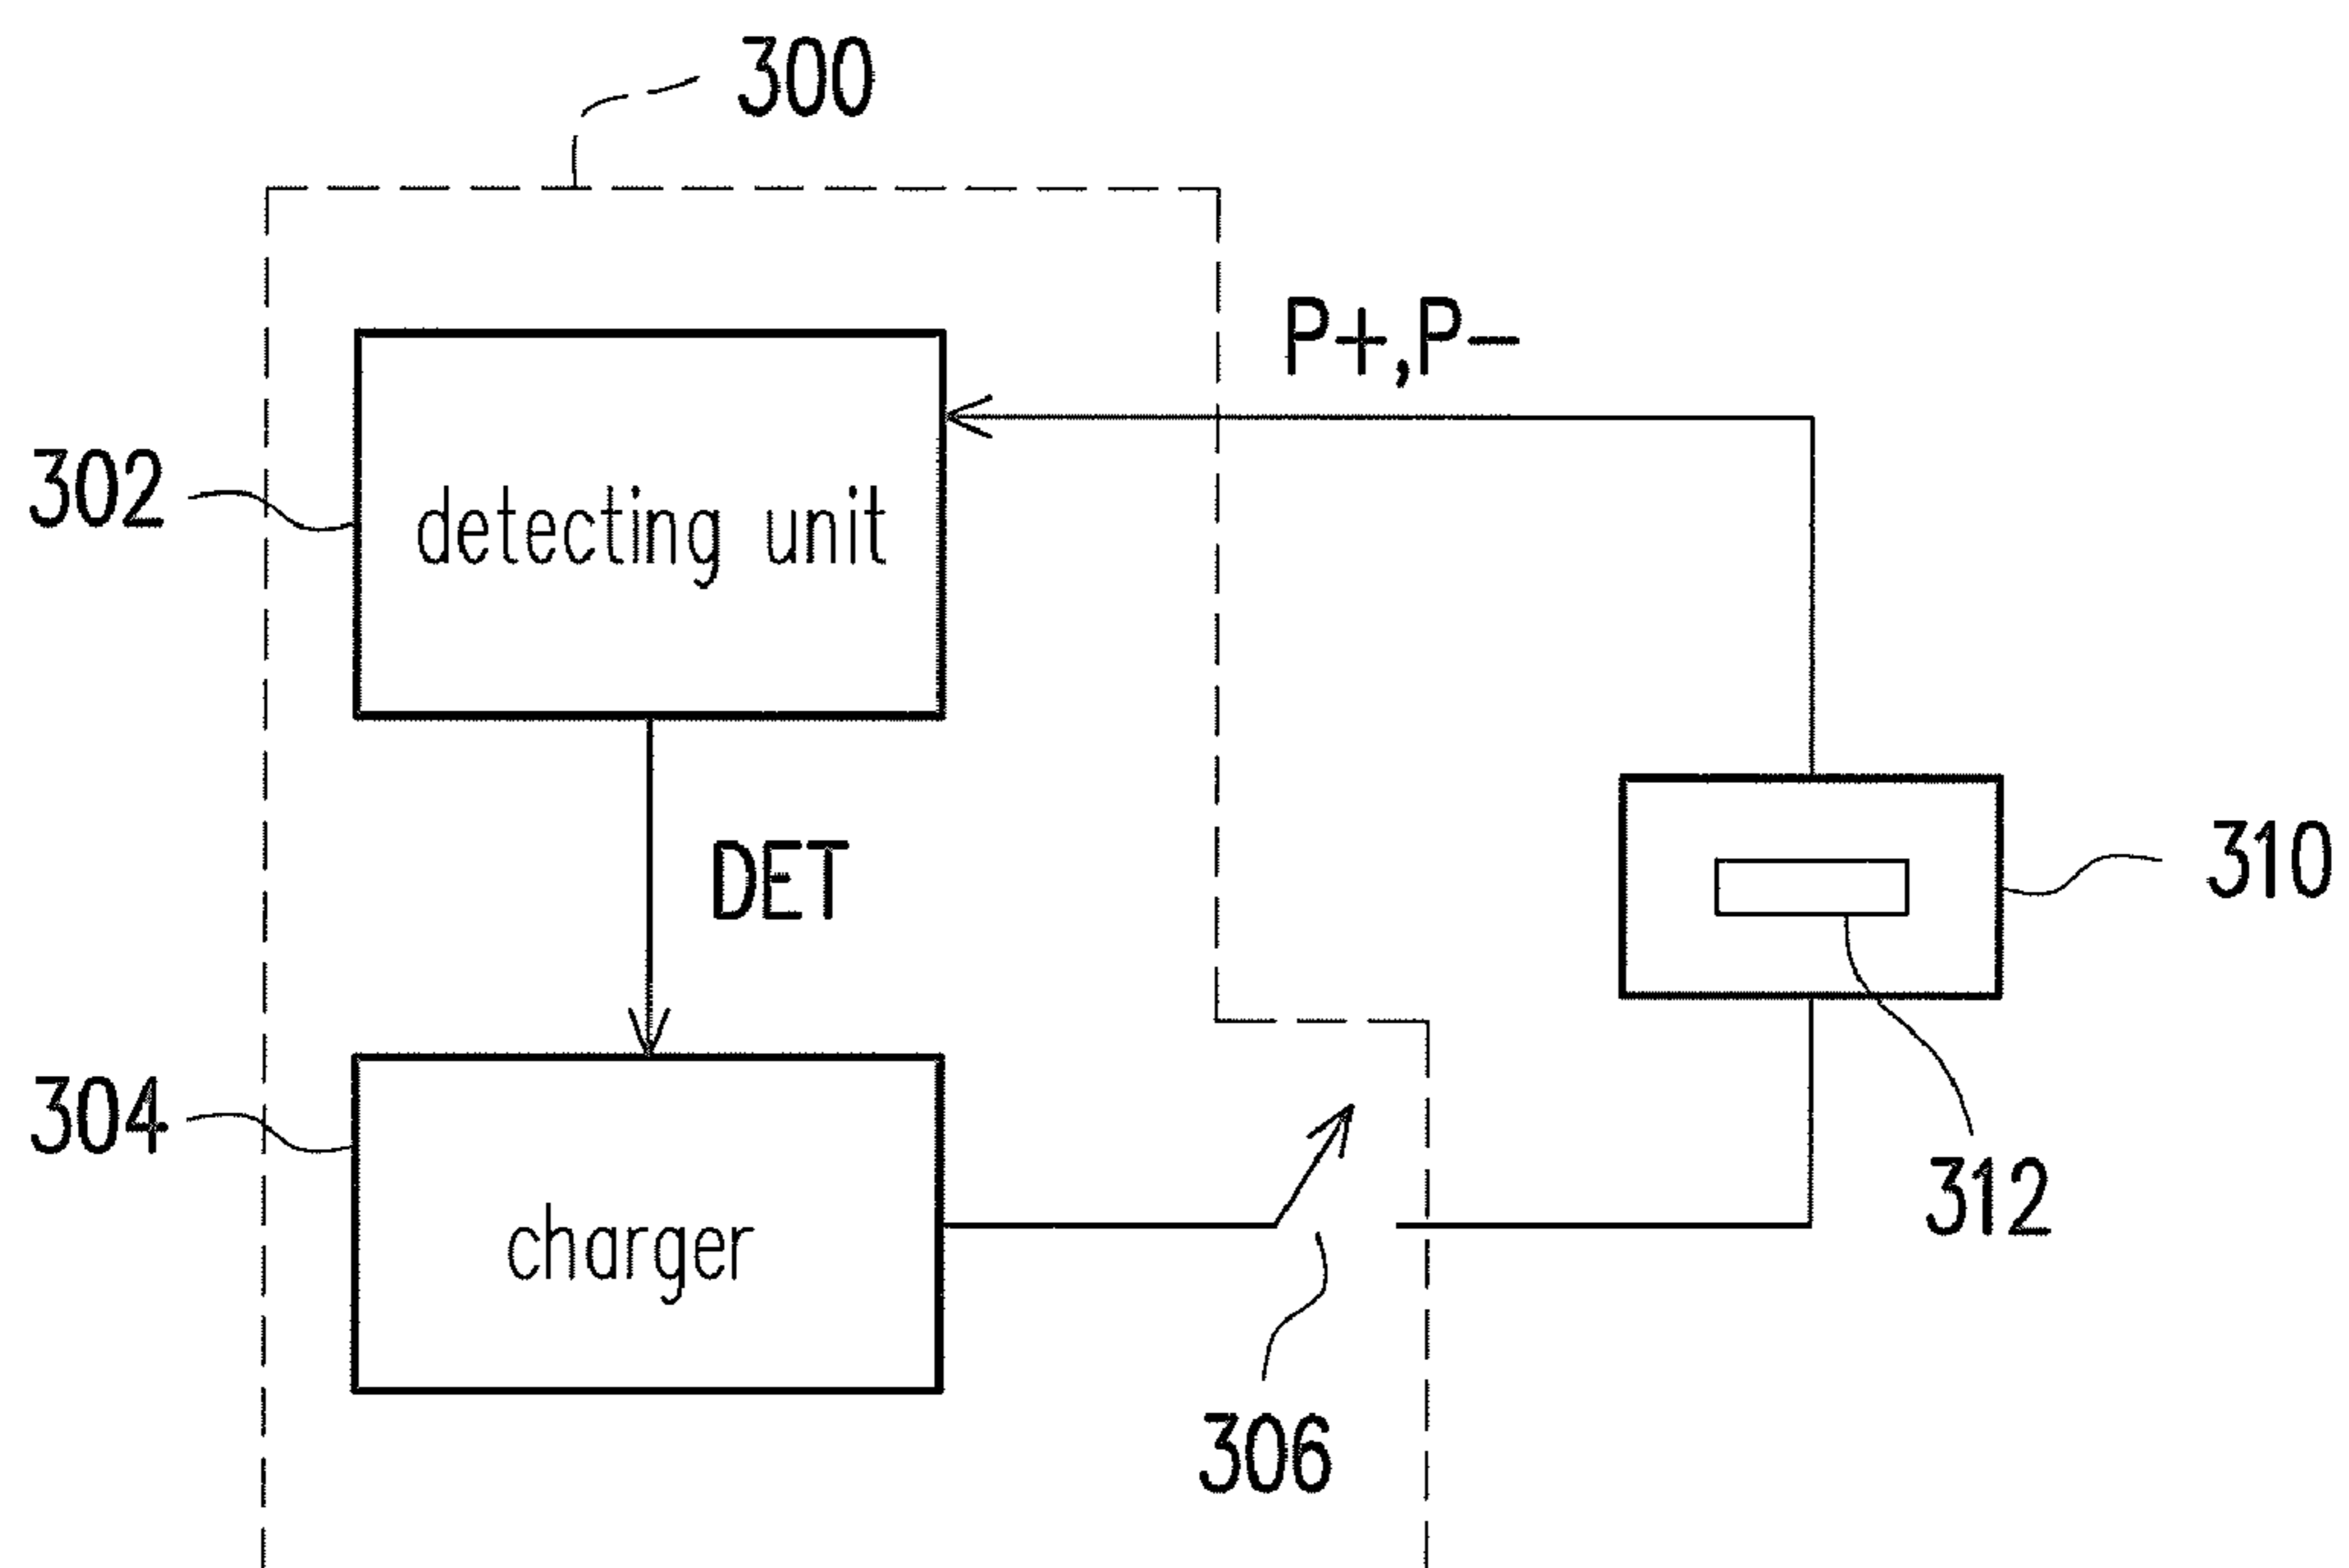 300
P+,P-
302
detecting unit
310
DET
304
312
charger
306